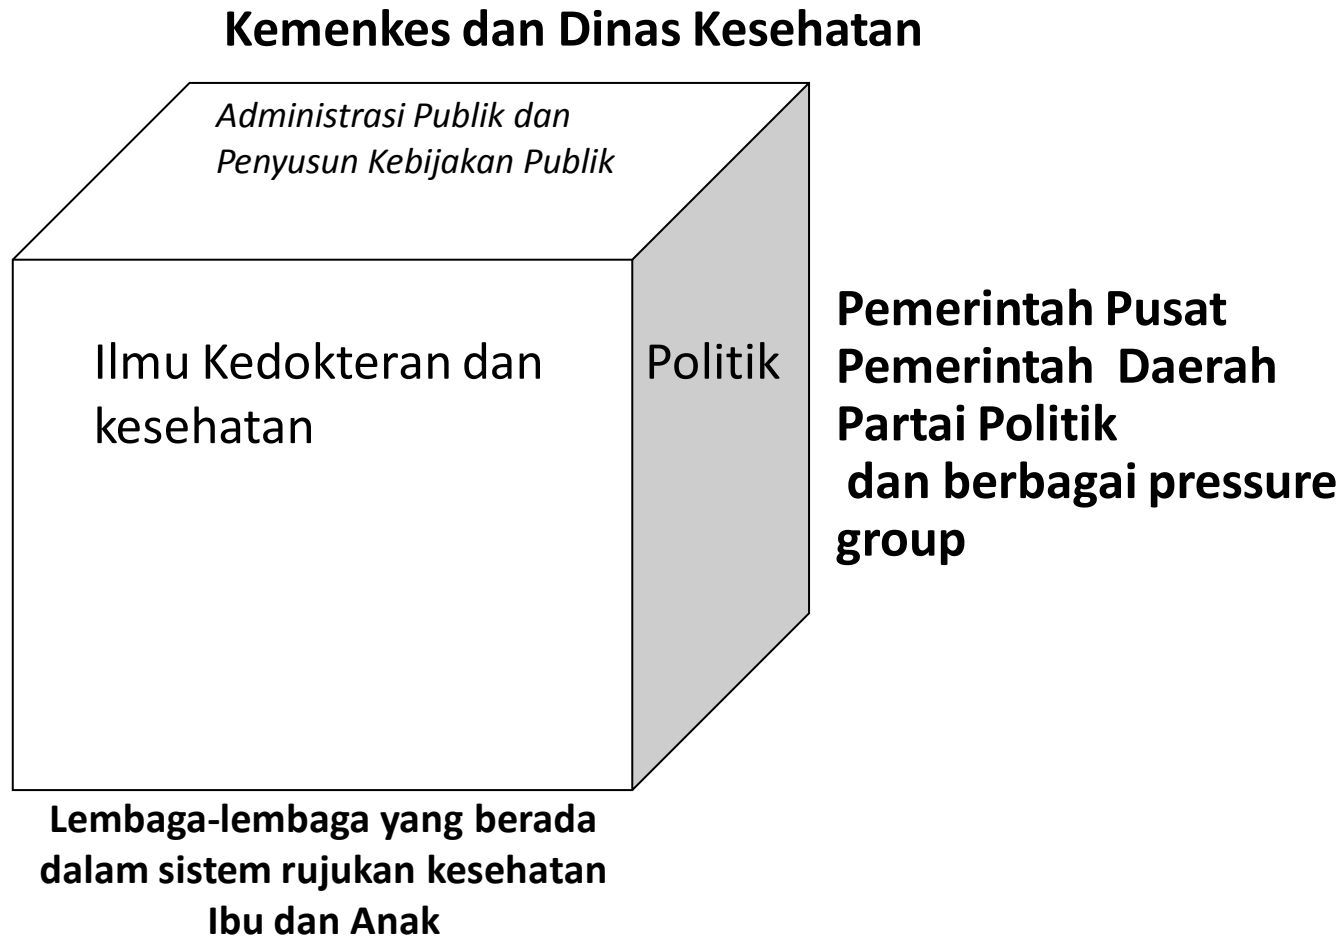 Kemenkes dan Dinas Kesehatan
Administrasi Publik dan
Penyusun Kebijakan Publik
Ilmu Kedokteran dan
kesehatan
Politik
Pemerintah Pusat
Pemerintah Daerah
Partai Politik
dan berbagai pressure
group
Lembaga-lembaga yang berada
dalam sistem rujukan kesehatan
Ibu dan Anak